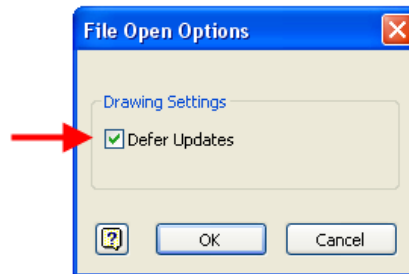 File Open Options
Drawing Settings
Defer Updates
?
OK
Cancel